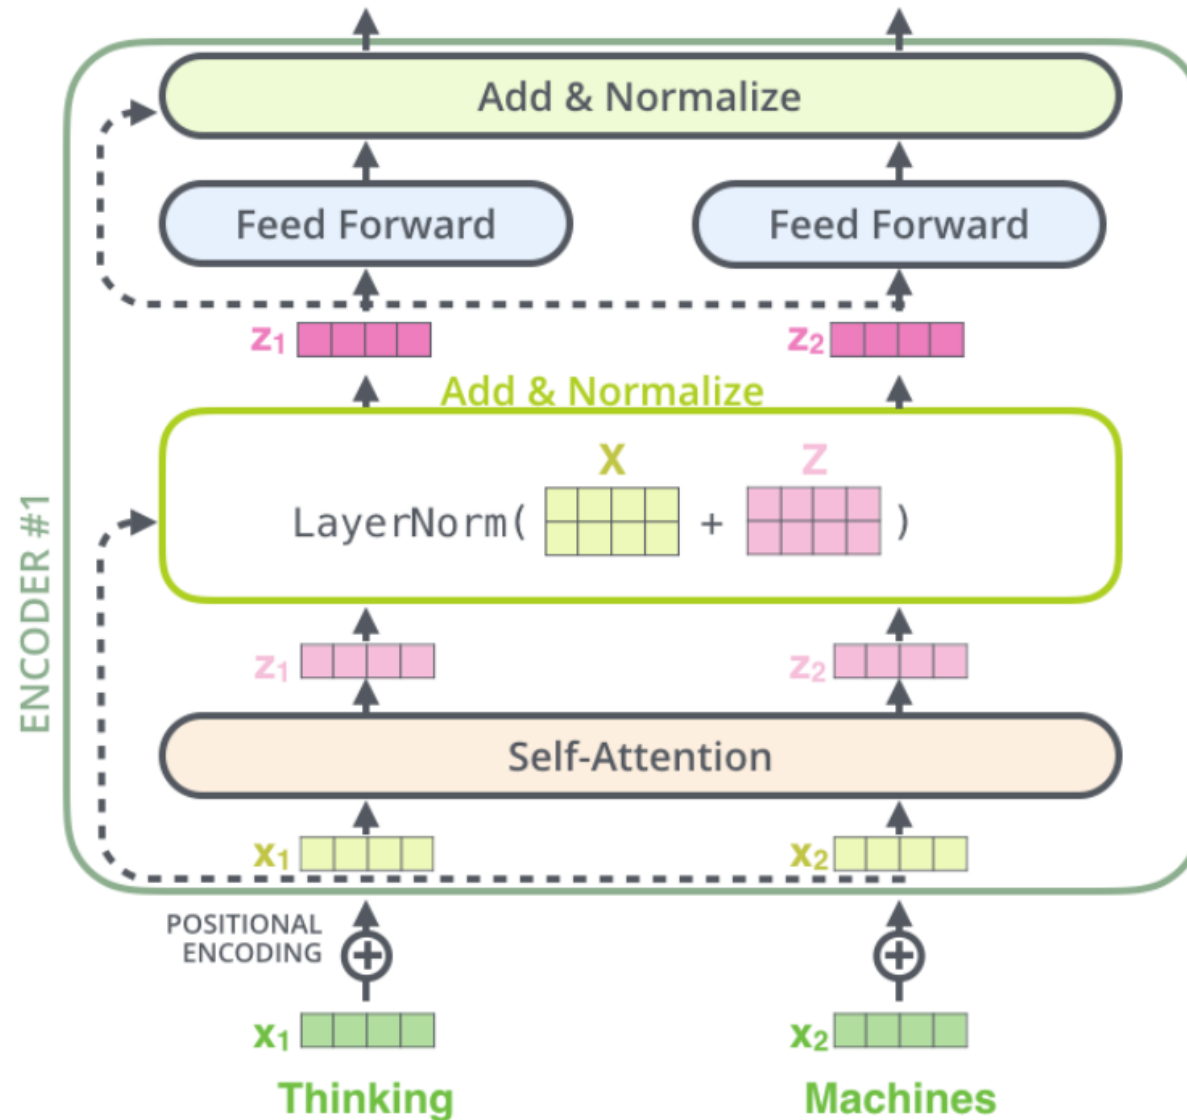 Add & Normalize
Feed Forward Feed Forward
z1 z2
Add & Normalize
X Z
LayerNorm( + )
ENCODER #1
z1 z2
Self-Attention
x1 x2
POSITIONAL
ENCODING
x1 x2
Thinking Machines